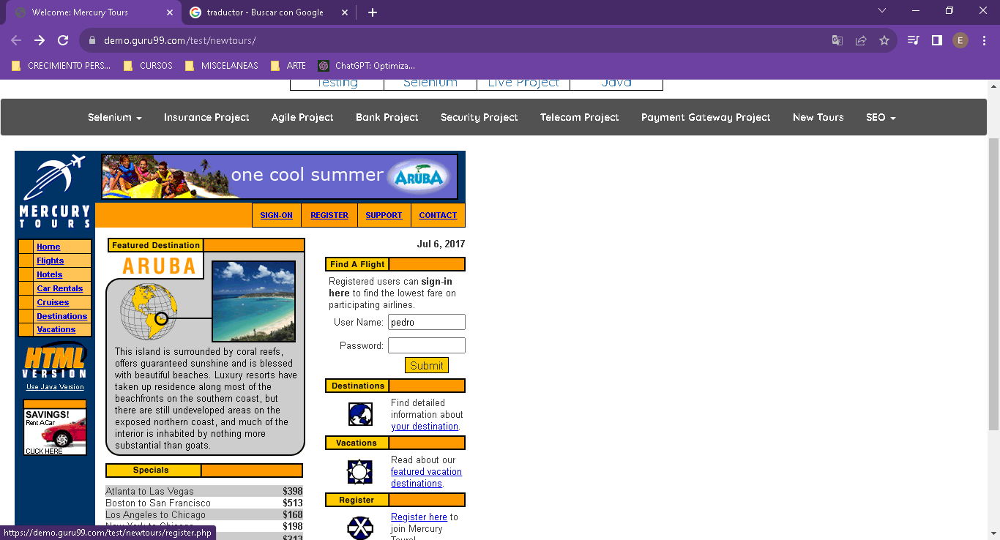 Welcome: Mercury Tours
traductor - Buscar con Google
demo.guru99.com/test/newtours/
E
CRECIMIENTO PERS...
CURSOS
MISCELANEAS
ARTE
ChatGPT: Optimiza...
Testing
Selenium
Live Project
Java
Selenium
Insurance Project
Agile Project
Bank Project
Security Project
Telecom Project
Payment Gateway Project
New Tours
SEO
MERCURY
TOURS
one cool summer
ARUBA
SIGN-ON
REGISTER
SUPPORT
CONTACT
Home
Flights
Hotels
Car Rentals
Cruises
Destinations
Vacations
HTML
VERSION
Use Java Version
SAVINGS!
Rent A Car
CLICK HERE
Featured Destination
ARUBA
This island is surrounded by coral reefs,
offers guaranteed sunshine and is blessed
with beautiful beaches. Luxury resorts have
taken up residence along most of the
beachfronts on the southern coast, but
there are still undeveloped areas on the
exposed northern coast, and much of the
interior is inhabited by nothing more
substantial than goats.
Specials
Atlanta to Las Vegas $398
Boston to San Francisco $513
Los Angeles to Chicago $168
New York to Chicago $198
$213
Jul 6, 2017
Find A Flight
Registered users can sign-in
here to find the lowest fare on
participating airlines.
User Name: pedro
Password:
Submit
Destinations
Find detailed
information about
your destination.
Vacations
Read about our
featured vacation
destinations.
Register
Register here to
join Mercury
Tours!
https://demo.guru99.com/test/newtours/register.php